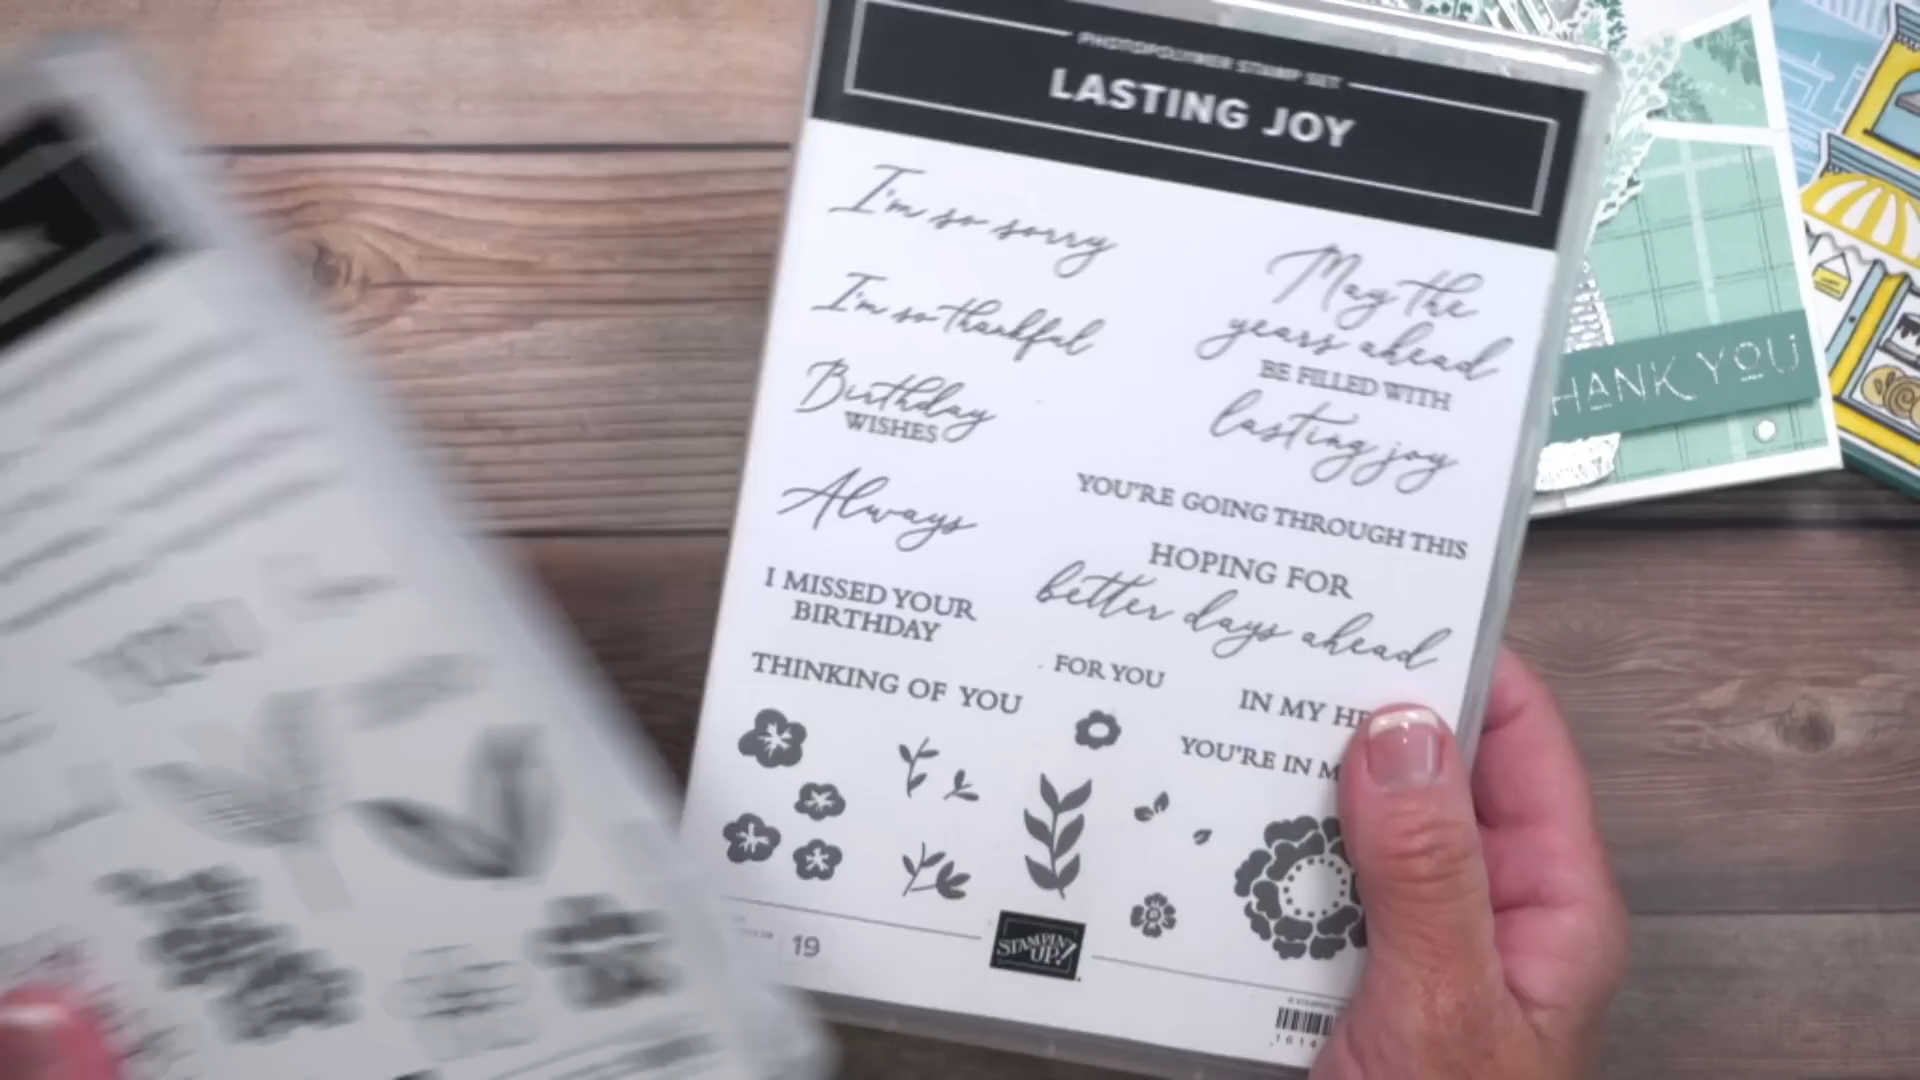 PHOTOPOLYMER STAMP SET
LASTING JOY
I'm so sorry
I'm so thankful
Birthday
WISHES
Always
I MISSED YOUR
BIRTHDAY
THINKING OF YOU
May the
years ahead
BE FILLED WITH
lasting joy
YOU'RE GOING THROUGH THIS
HOPING FOR
better days ahead
FOR YOU
IN MY HE
YOU'RE IN M
19
STAMPIN'
UP!
HANK YOU